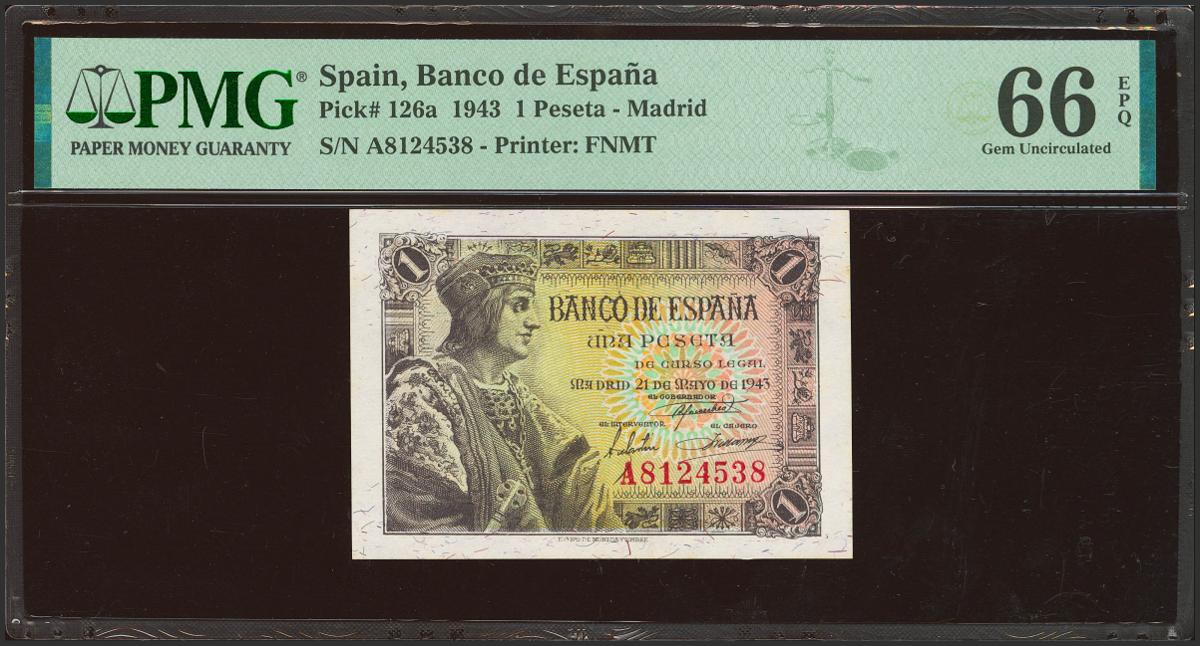 PMG®
PAPER MONEY GUARANTY
Spain, Banco de España
Pick# 126a 1943 1 Peseta - Madrid
S/N A8124538 - Printer: FNMT
66
EPQ
Gem Uncirculated
1
1
BANCO DE ESPAÑA
UNA PESETA
DE CURSO LEGAL
MADRID 21 DE MAYO DE 1943
EL GOBERNADOR
EL INTERVENTOR
EL CAJERO
A8124538
1